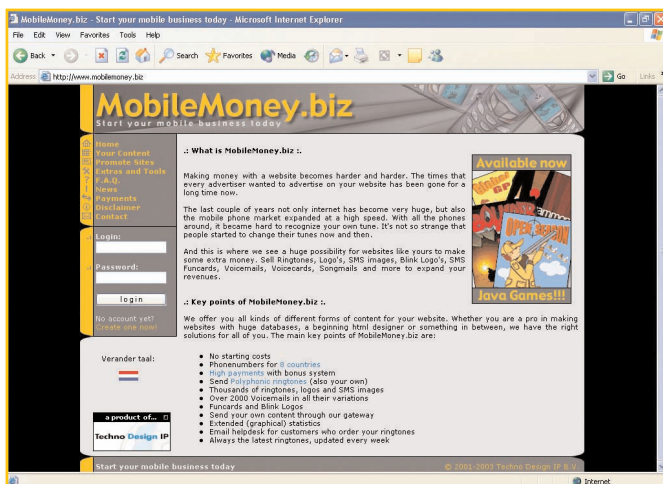 MobileMoney.biz - Start your mobile business today - Microsoft Internet Explorer
File Edit View Favorites Tools Help
Back Search Favorites Media
Address http://www.mobilemoney.biz Go Links
MobileMoney.biz
Start your mobile business today
Home
Your Content
Promote Sites
Extras and Tools
F.A.Q.
News
Payments
Disclaimer
Contact
Login:
Password:
login
No account yet?
Create one now!
Verander taal:
a product of...
Techno Design IP
.: What is MobileMoney.biz :.
Making money with a website becomes harder and harder. The times that
every advertiser wanted to advertise on your website has been gone for a
long time now.
The last couple of years not only internet has become very huge, but also
the mobile phone market expanded at a high speed. With all the phones
around, it became hard to recognize your own tune. It's not so strange that
people started to change their tunes now and then.
And this is where we see a huge possibility for websites like yours to make
some extra money. Sell Ringtones, Logo's, SMS images, Blink Logo's, SMS
Funcards, Voicemails, Voicecards, Songmails and more to expand your
revenues.
Available now
OPEN SEASON
Java Games!!!
.: Key points of MobileMoney.biz :.
We offer you all kinds of different forms of content for your website. Whether you are a pro in making
websites with huge databases, a beginning html designer or something in between, we have the right
solutions for all of you. The main key points of MobileMoney.biz are:
No starting costs
Phonenumbers for 8 countries
High payments with bonus system
Send Polyphonic ringtones (also your own)
Thousands of ringtones, logos and SMS images
Over 2000 Voicemails in all their variations
Funcards and Blink Logos
Send your own content through our gateway
Extended (graphical) statistics
Email helpdesk for customers who order your ringtones
Always the latest ringtones, updated every week
Start your mobile business today © 2001-2003 Techno Design IP B.V.
Internet